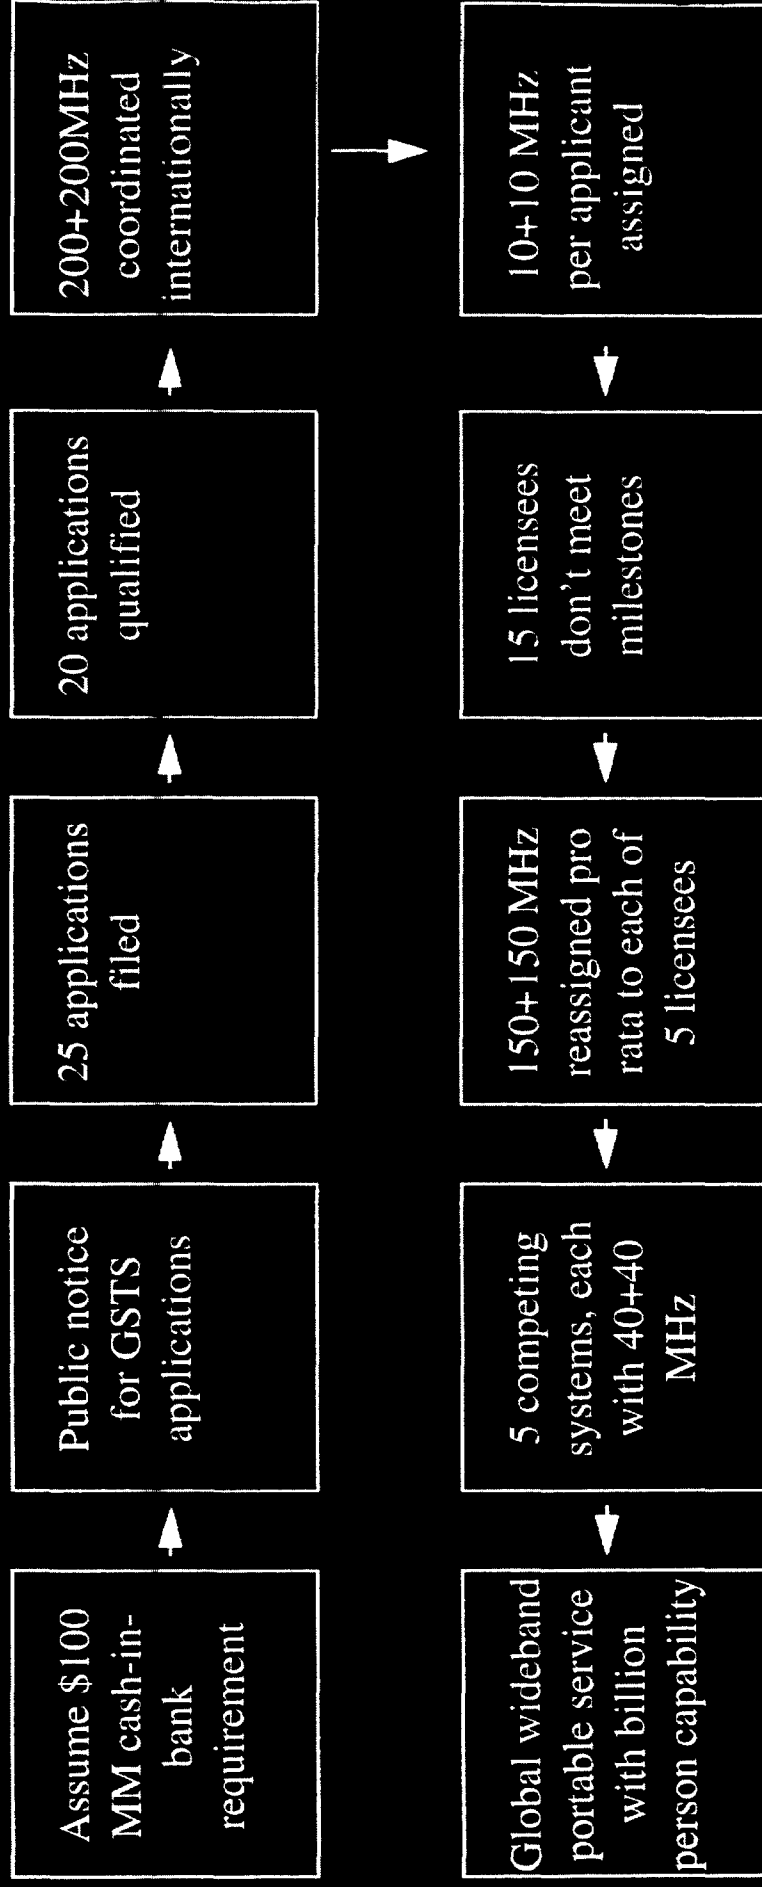 Assume $100
MM cash-in-
bank
requirement
Public notice
for GSTS
applications
25 applications
filed
20 applications
qualified
200+200MHz
coordinated
internationally
10+10 MHz
per applicant
assigned
15 licensees
don't meet
milestones
150+150 MHz
reassigned pro
rata to each of
5 licensees
5 competing
systems, each
with 40+40
MHz
Global wideband
portable service
with billion
person capability